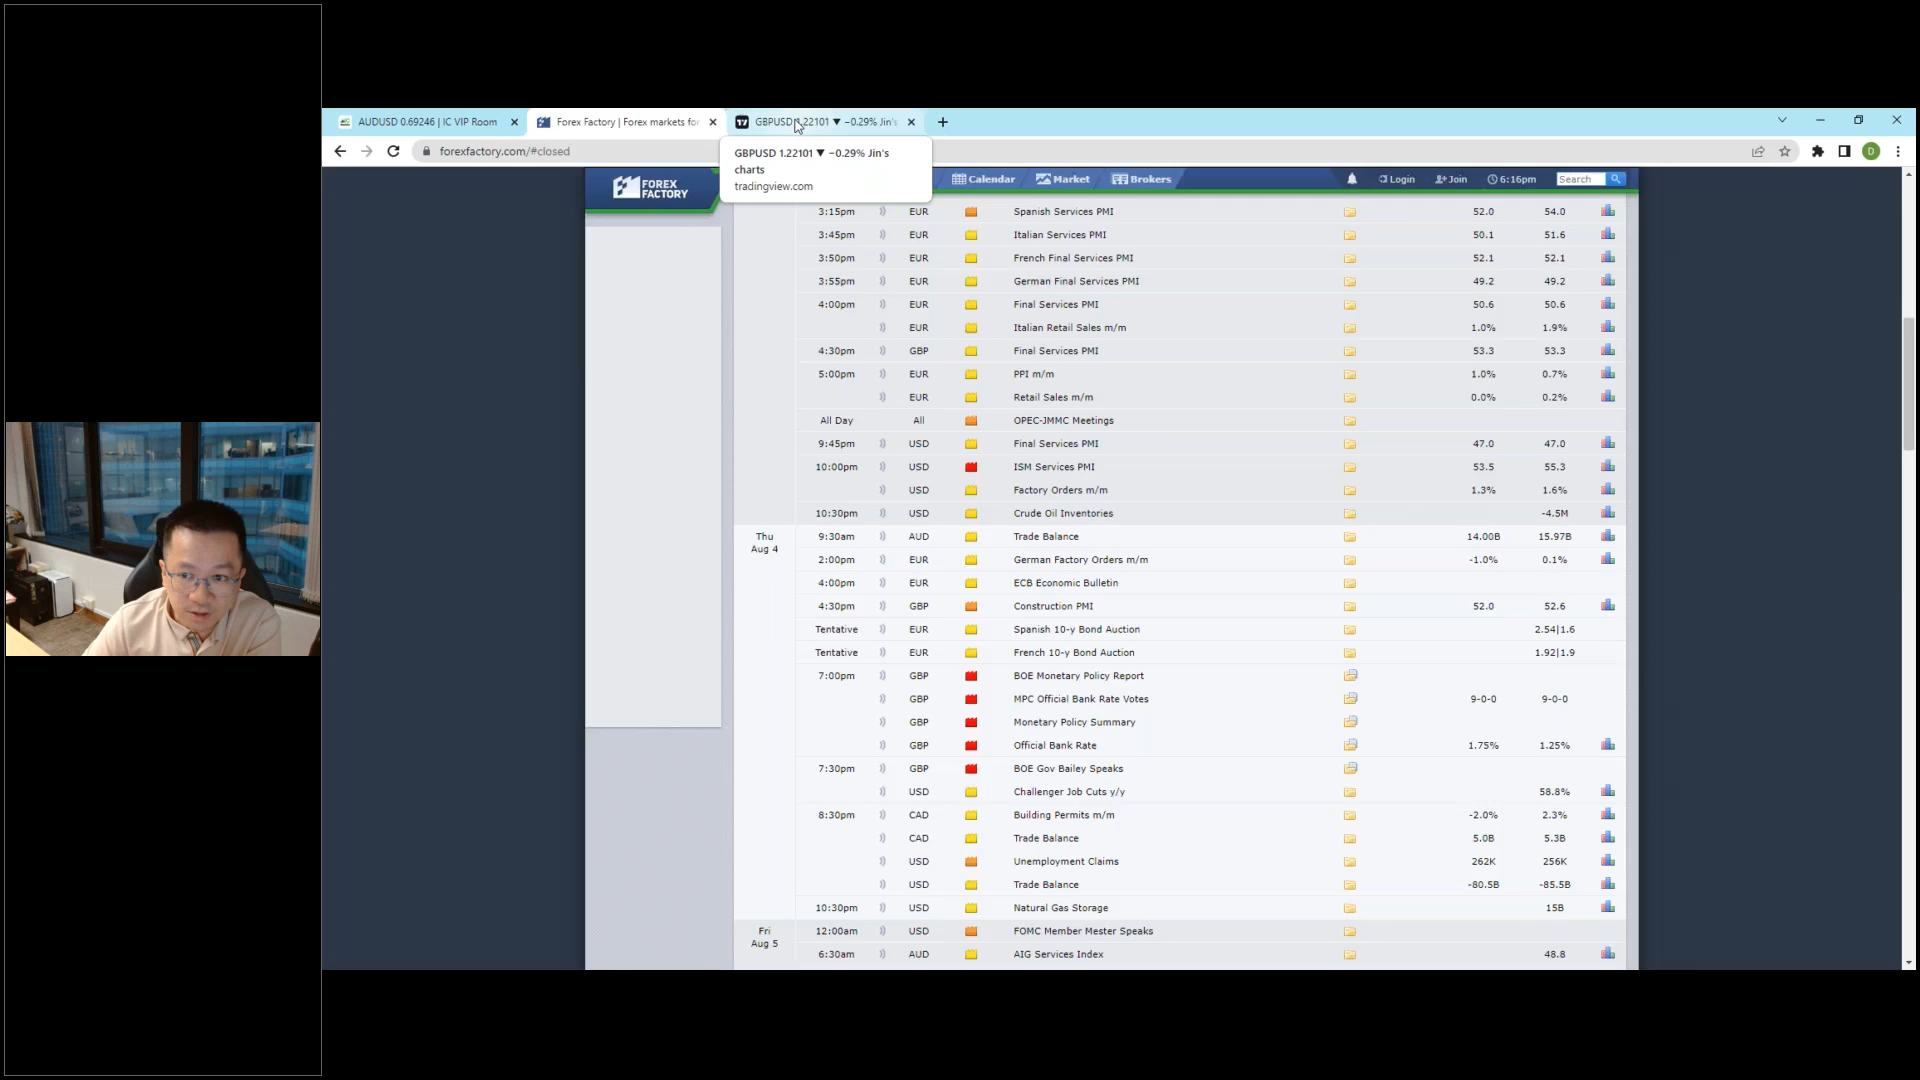 AUDUSD 0.69246 | IC VIP Room
Forex Factory | Forex markets for
GBPUSD 1.22101 ▼ −0.29% Jin's
forexfactory.com/#closed
GBPUSD 1.22101 ▼ −0.29% Jin's
charts
tradingview.com
D
FOREX
FACTORY
Calendar
Market
Brokers
Login
Join
6:16pm
Search
3:15pm EUR Spanish Services PMI 52.0 54.0
3:45pm EUR Italian Services PMI 50.1 51.6
3:50pm EUR French Final Services PMI 52.1 52.1
3:55pm EUR German Final Services PMI 49.2 49.2
4:00pm EUR Final Services PMI 50.6 50.6
EUR Italian Retail Sales m/m 1.0% 1.9%
4:30pm GBP Final Services PMI 53.3 53.3
5:00pm EUR PPI m/m 1.0% 0.7%
EUR Retail Sales m/m 0.0% 0.2%
All Day All OPEC-JMMC Meetings
9:45pm USD Final Services PMI 47.0 47.0
10:00pm USD ISM Services PMI 53.5 55.3
USD Factory Orders m/m 1.3% 1.6%
10:30pm USD Crude Oil Inventories -4.5M
Thu
Aug 4
9:30am AUD Trade Balance 14.00B 15.97B
2:00pm EUR German Factory Orders m/m -1.0% 0.1%
4:00pm EUR ECB Economic Bulletin
4:30pm GBP Construction PMI 52.0 52.6
Tentative EUR Spanish 10-y Bond Auction 2.54|1.6
Tentative EUR French 10-y Bond Auction 1.92|1.9
7:00pm GBP BOE Monetary Policy Report
GBP MPC Official Bank Rate Votes 9-0-0 9-0-0
GBP Monetary Policy Summary
GBP Official Bank Rate 1.75% 1.25%
7:30pm GBP BOE Gov Bailey Speaks
USD Challenger Job Cuts y/y 58.8%
8:30pm CAD Building Permits m/m -2.0% 2.3%
CAD Trade Balance 5.0B 5.3B
USD Unemployment Claims 262K 256K
USD Trade Balance -80.5B -85.5B
10:30pm USD Natural Gas Storage 15B
Fri
Aug 5
12:00am USD FOMC Member Mester Speaks
6:30am AUD AIG Services Index 48.8